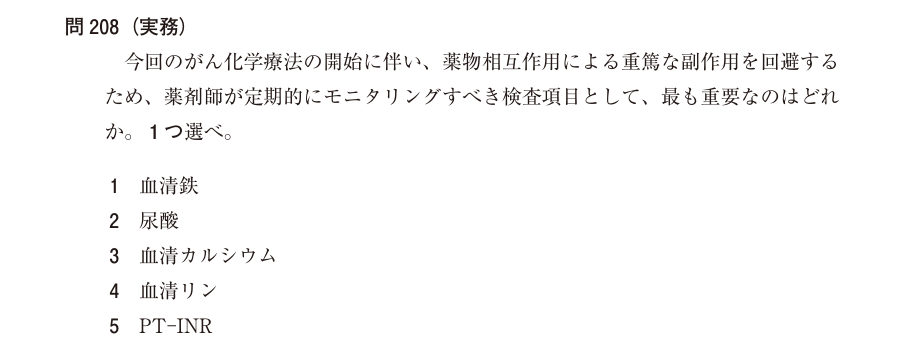 問 208（実務）
今回のがん化学療法の開始に伴い、薬物相互作用による重篤な副作用を回避する
ため、薬剤師が定期的にモニタリングすべき検査項目として、最も重要なのはどれ
か。1つ選べ。
1 血清鉄
2 尿酸
3 血清カルシウム
4 血清リン
5 PT-INR